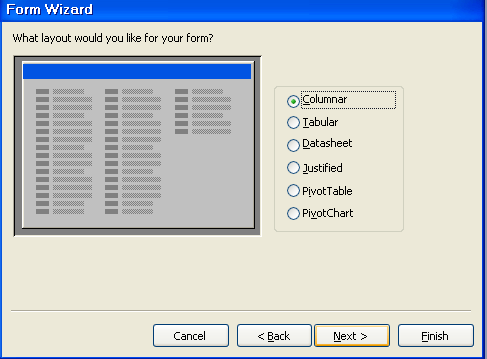 Form Wizard
What layout would you like for your form?
Columnar
Tabular
Datasheet
Justified
PivotTable
PivotChart
Cancel
< Back
Next >
Finish